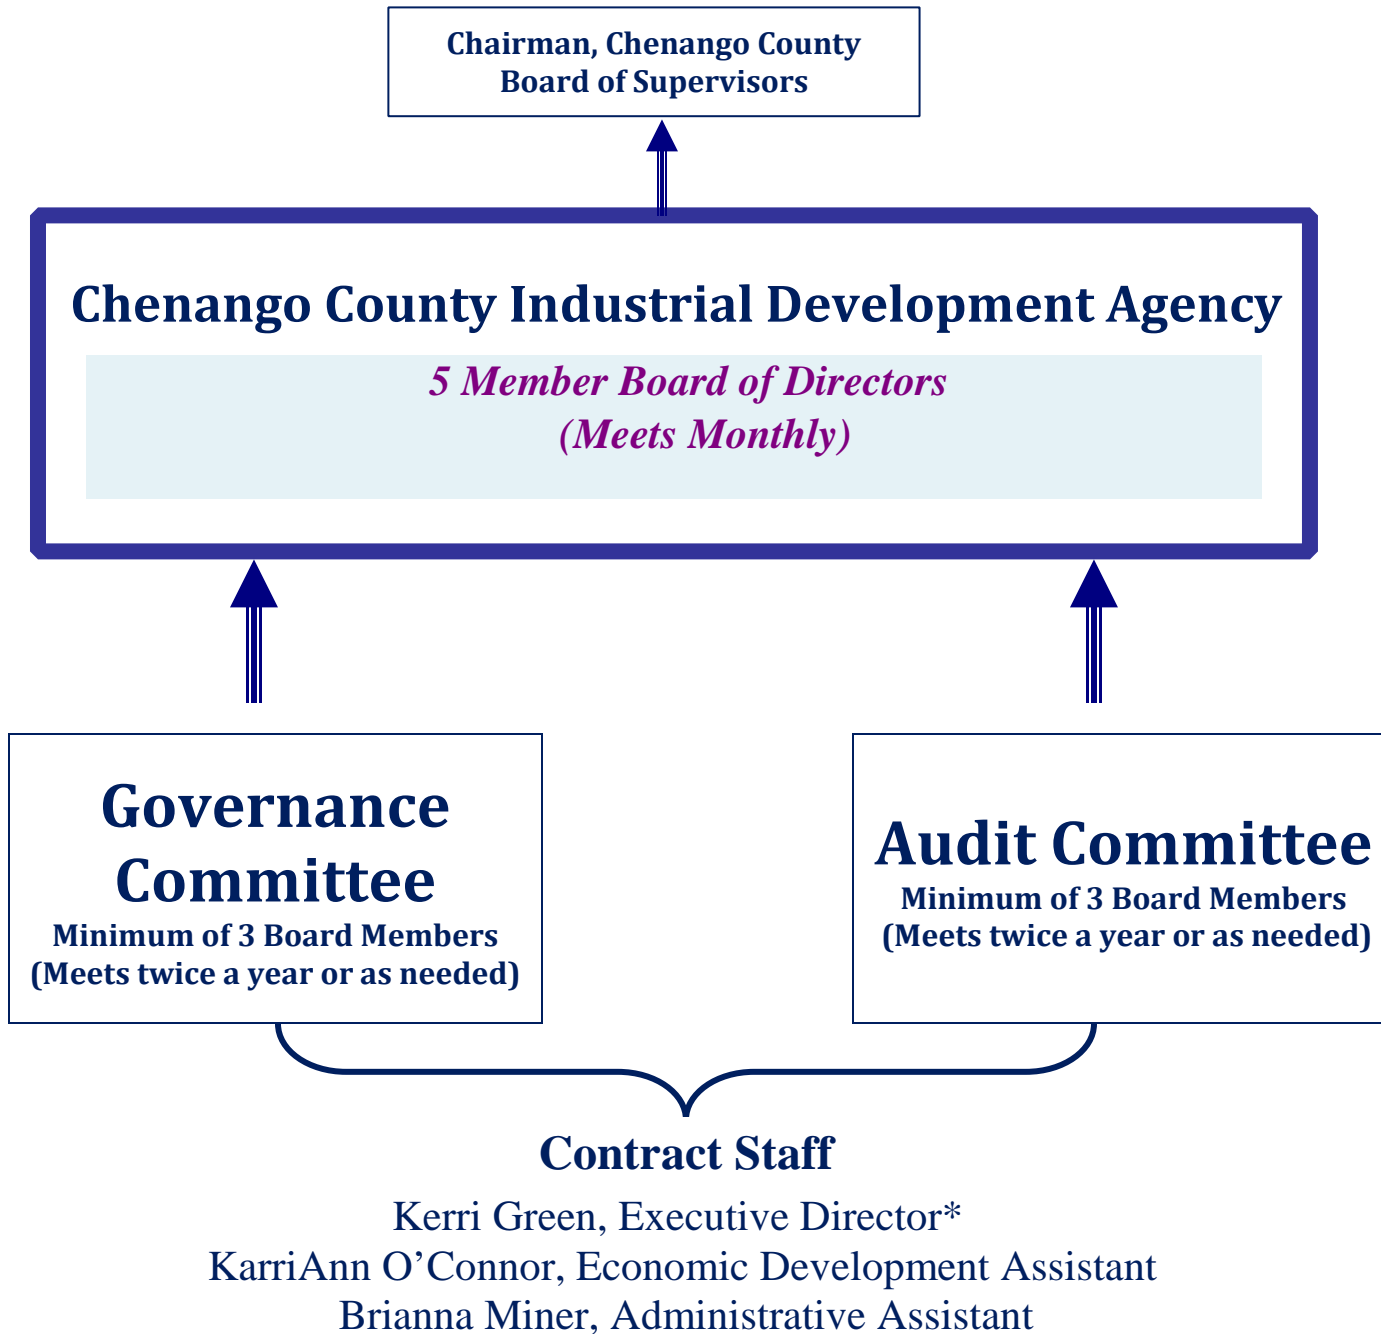 Chairman, Chenango County
Board of Supervisors
Chenango County Industrial Development Agency
5 Member Board of Directors
(Meets Monthly)
Governance
Committee
Minimum of 3 Board Members
(Meets twice a year or as needed)
Audit Committee
Minimum of 3 Board Members
(Meets twice a year or as needed)
Contract Staff
Kerri Green, Executive Director*
KarriAnn O’Connor, Economic Development Assistant
Brianna Miner, Administrative Assistant